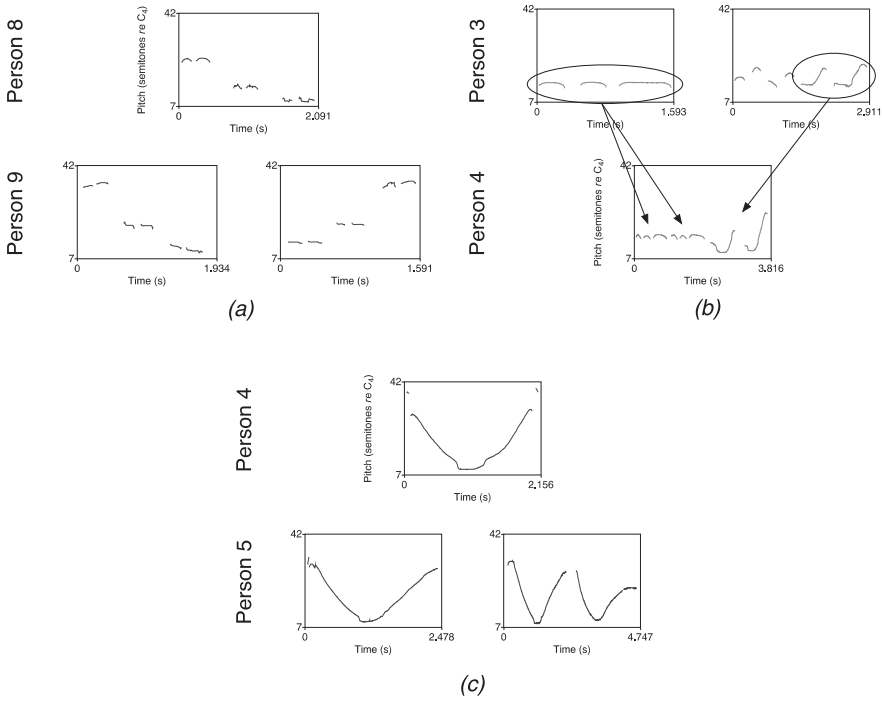 Person 8
Pitch (semitones re C4)
42
7
0
2.091
Time (s)
Person 9
42
7
0
1.934
Time (s)
42
7
0
1.591
Time (s)
(a)
Person 3
42
7
0
1.593
Time (s)
42
7
0
2.911
Time (s)
Person 4
Pitch (semitones re C4)
42
7
0
3.816
Time (s)
(b)
Person 4
Pitch (semitones re C4)
42
7
0
2.156
Time (s)
Person 5
42
7
0
2.478
Time (s)
42
7
0
4.747
Time (s)
(c)